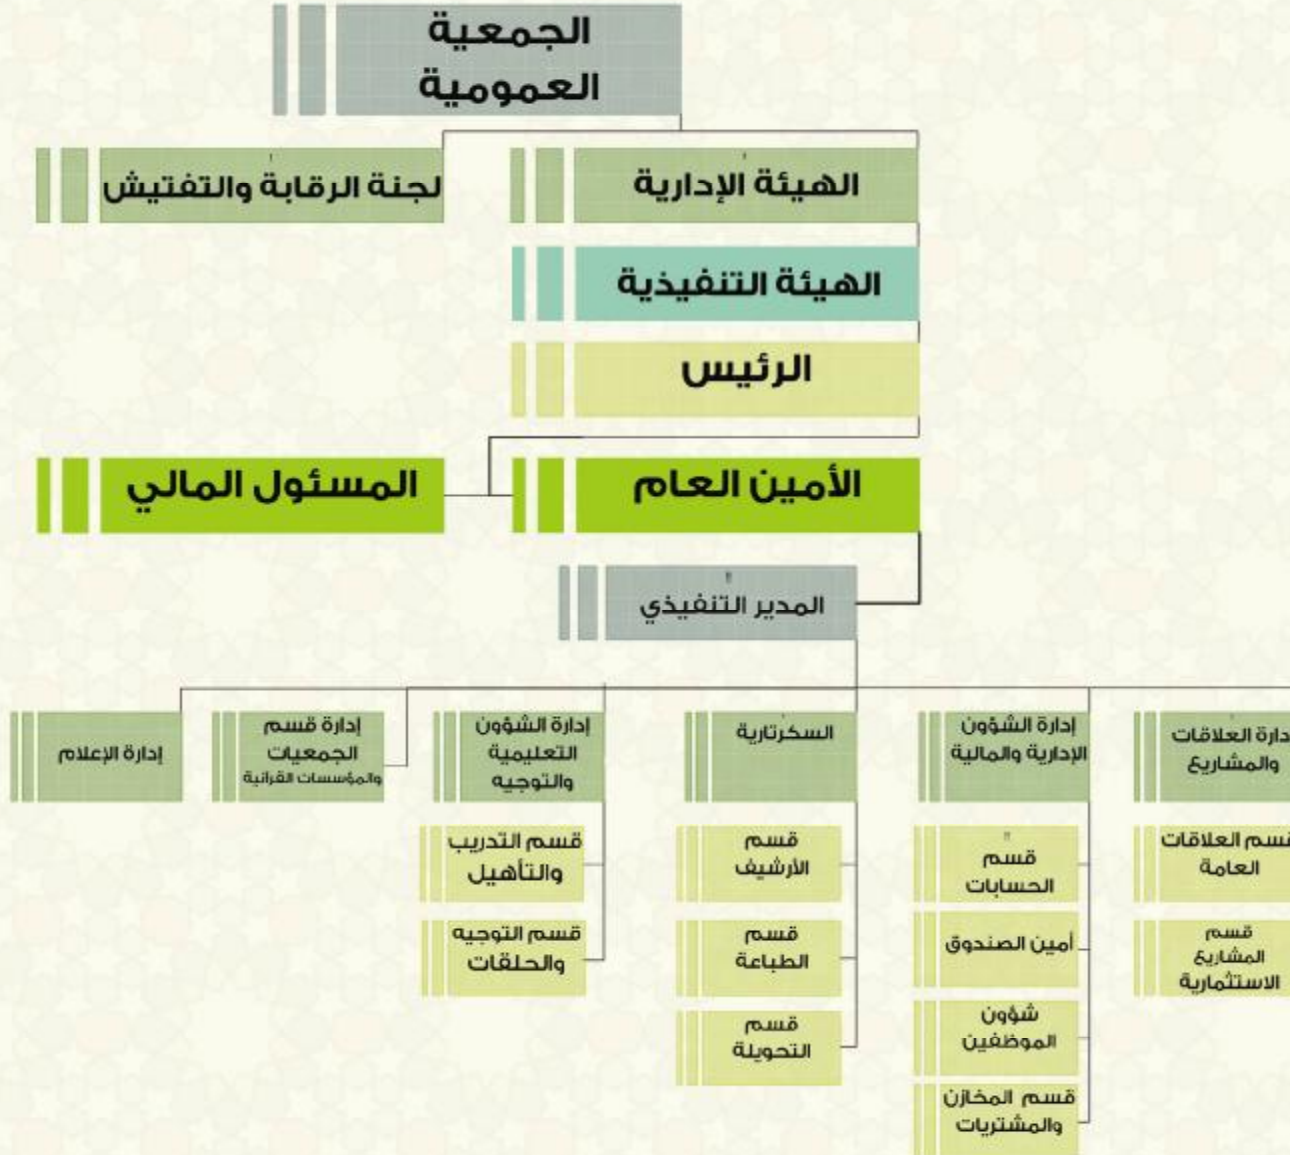 الجمعية
العمومية
الهيئة الإدارية
لجنة الرقابة والتفتيش
الهيئة التنفيذية
الرئيس
الأمين العام
المسئول المالي
المدير التنفيذي
دارة العلاقات
والمشاريع
إدارة الشؤون
الإدارية والمالية
السكرتارية
إدارة الشؤون
التعليمية
والتوجيه
إدارة قسم
الجمعيات
والمؤسسات القرآنية
إدارة الإعلام
قسم العلاقات
العامة
قسم
المشاريع
الاستثمارية
قسم
الحسابات
أمين الصندوق
شؤون
الموظفين
قسم المخازن
والمشتريات
قسم
الأرشيف
قسم
الطباعة
قسم
التحويلة
قسم التدريب
والتأهيل
قسم التوجيه
والحلقات